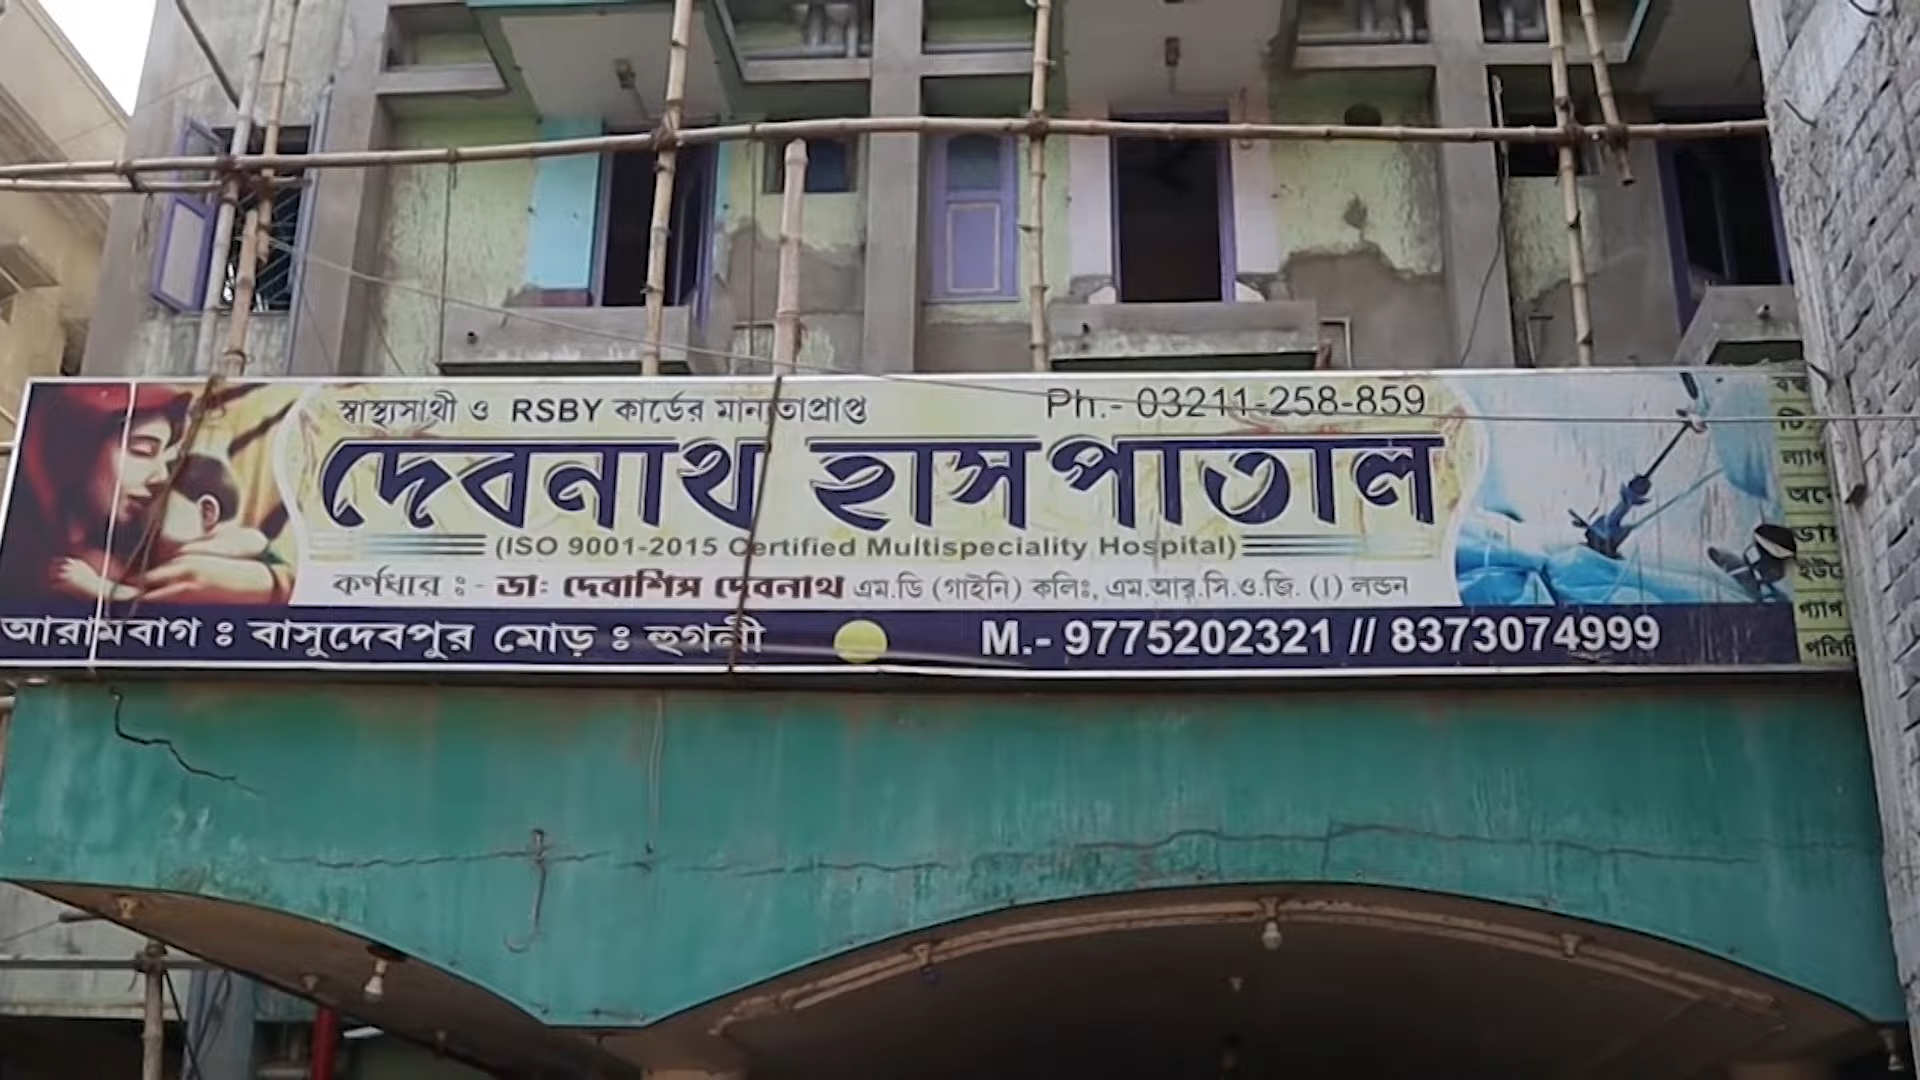 স্বাস্থ্যসাথী ও RSBY কার্ডের মান্যতাপ্রাপ্ত
Ph.- 03211-258-859
দেবনাথ হাসপাতাল
(ISO 9001-2015 Certified Multispeciality Hospital)
কর্ণধার ঃ- ডাঃ দেবাশিস দেবনাথ এম.ডি (গাইনি) কলিঃ, এম.আর.সি.ও.জি. (I) লন্ডন
আরামবাগ ঃ বাসুদেবপুর মোড় ঃ হুগলী
M.- 9775202321 // 8373074999